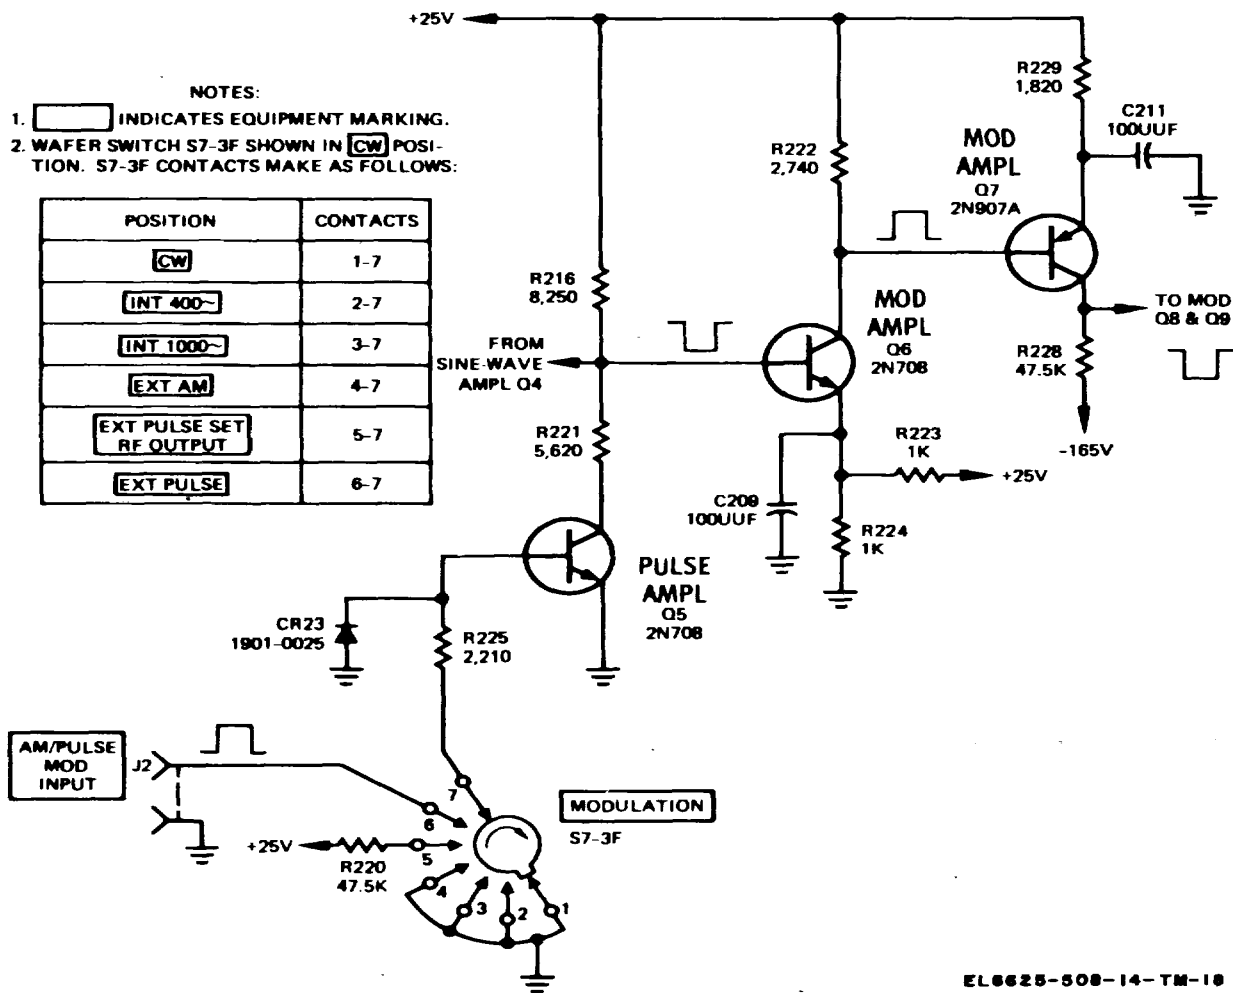 +25V
NOTES:
1. INDICATES EQUIPMENT MARKING.
2. WAFER SWITCH S7-3F SHOWN IN CW POSI-
TION. S7-3F CONTACTS MAKE AS FOLLOWS:
POSITION CONTACTS
CW 1-7
INT 400~ 2-7
INT 1000~ 3-7
EXT AM 4-7
EXT PULSE SET
RF OUTPUT
5-7
EXT PULSE 6-7
R229
1,820
C211
100UUF
R222
2,740
MOD
AMPL
Q7
2N907A
R216
8,250
MOD
AMPL
Q6
2N708
TO MOD
Q8 & Q9
FROM
SINE-WAVE
AMPL Q4
R228
47.5K
-165V
R221
5,620
R223
1K
+25V
C209
100UUF
R224
1K
PULSE
AMPL
Q5
2N708
CR23
1901-0025
R225
2,210
AM/PULSE
MOD
INPUT
J2
7
6
MODULATION
S7-3F
+25V
R220
47.5K
5
4
3
2
1
EL6625-508-14-TM-18